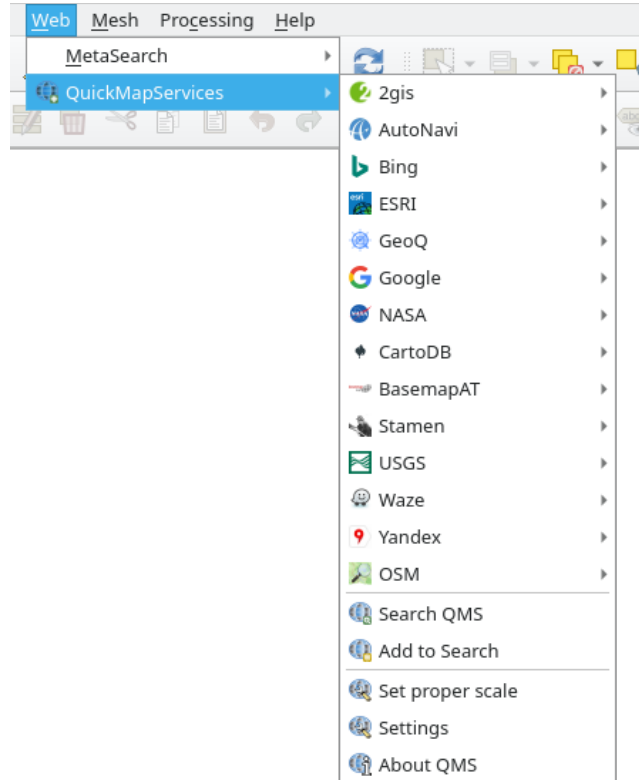 Web Mesh Processing Help
MetaSearch
QuickMapServices
2gis
AutoNavi
Bing
ESRI
GeoQ
Google
NASA
CartoDB
BasemapAT
Stamen
USGS
Waze
Yandex
OSM
Search QMS
Add to Search
Set proper scale
Settings
About QMS